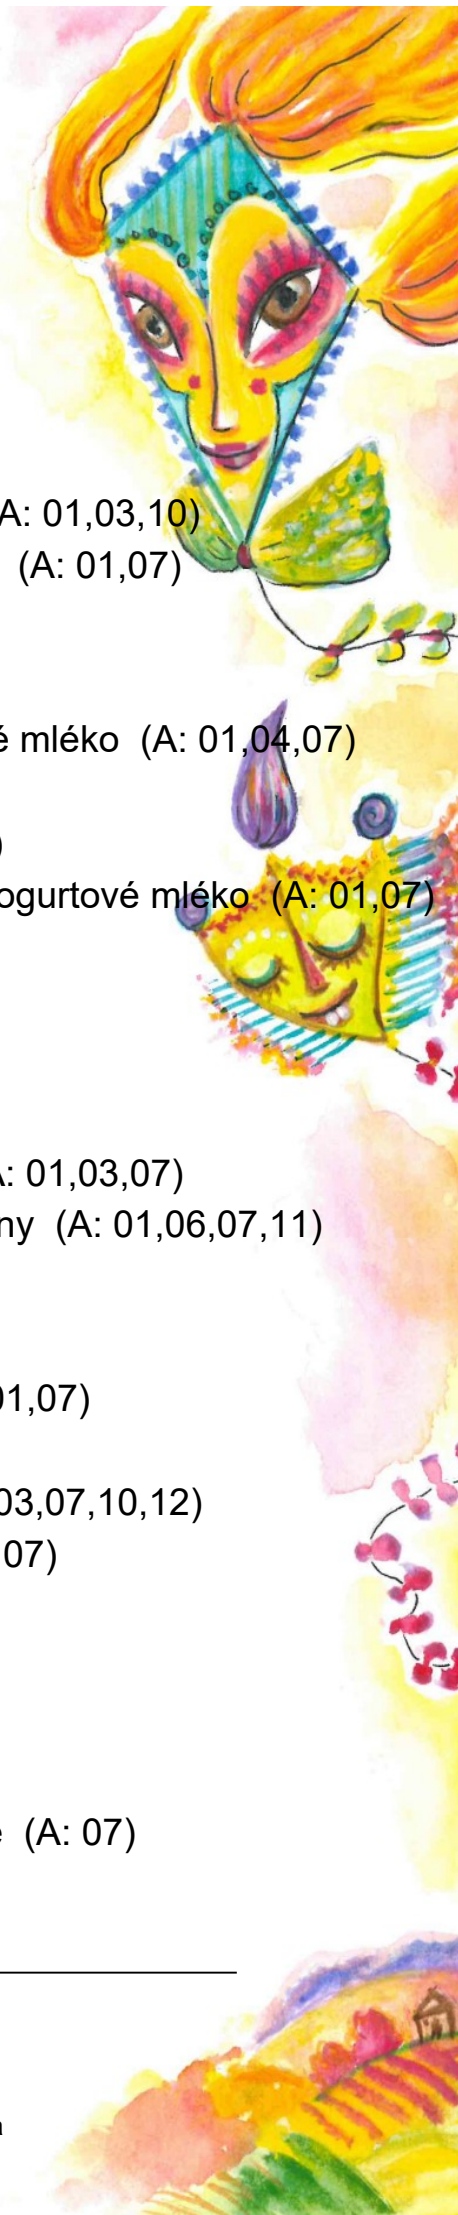 A: 01,03,10)
(A: 01,07)
é mléko (A: 01,04,07)
)
ogurtové mléko (A: 01,07)
A: 01,03,07)
ny (A: 01,06,07,11)
01,07)
03,07,10,12)
07)
e (A: 07)
a